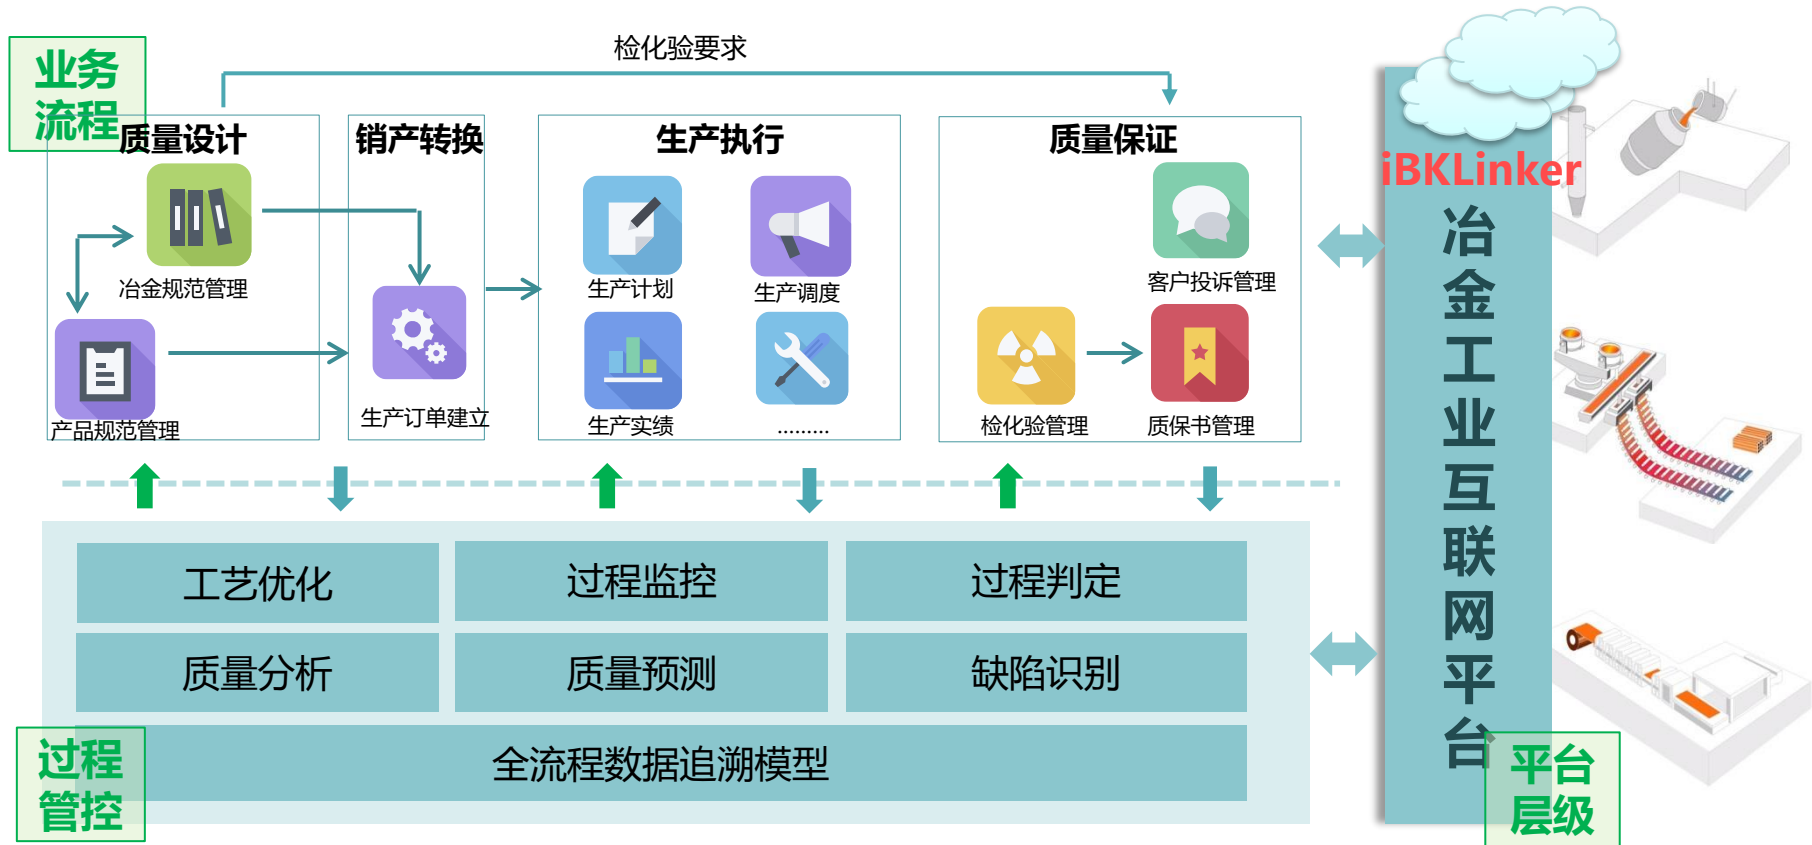 检化验要求
业务
流程
质量设计
销产转换
生产执行
质量保证
冶金规范管理
产品规范管理
生产订单建立
生产计划
生产调度
生产实绩
………
客户投诉管理
检化验管理
质保书管理
工艺优化
过程监控
过程判定
质量分析
质量预测
缺陷识别
全流程数据追溯模型
过程
管控
iBKLinker
冶
金
工
业
互
联
网
平
台
平台
层级